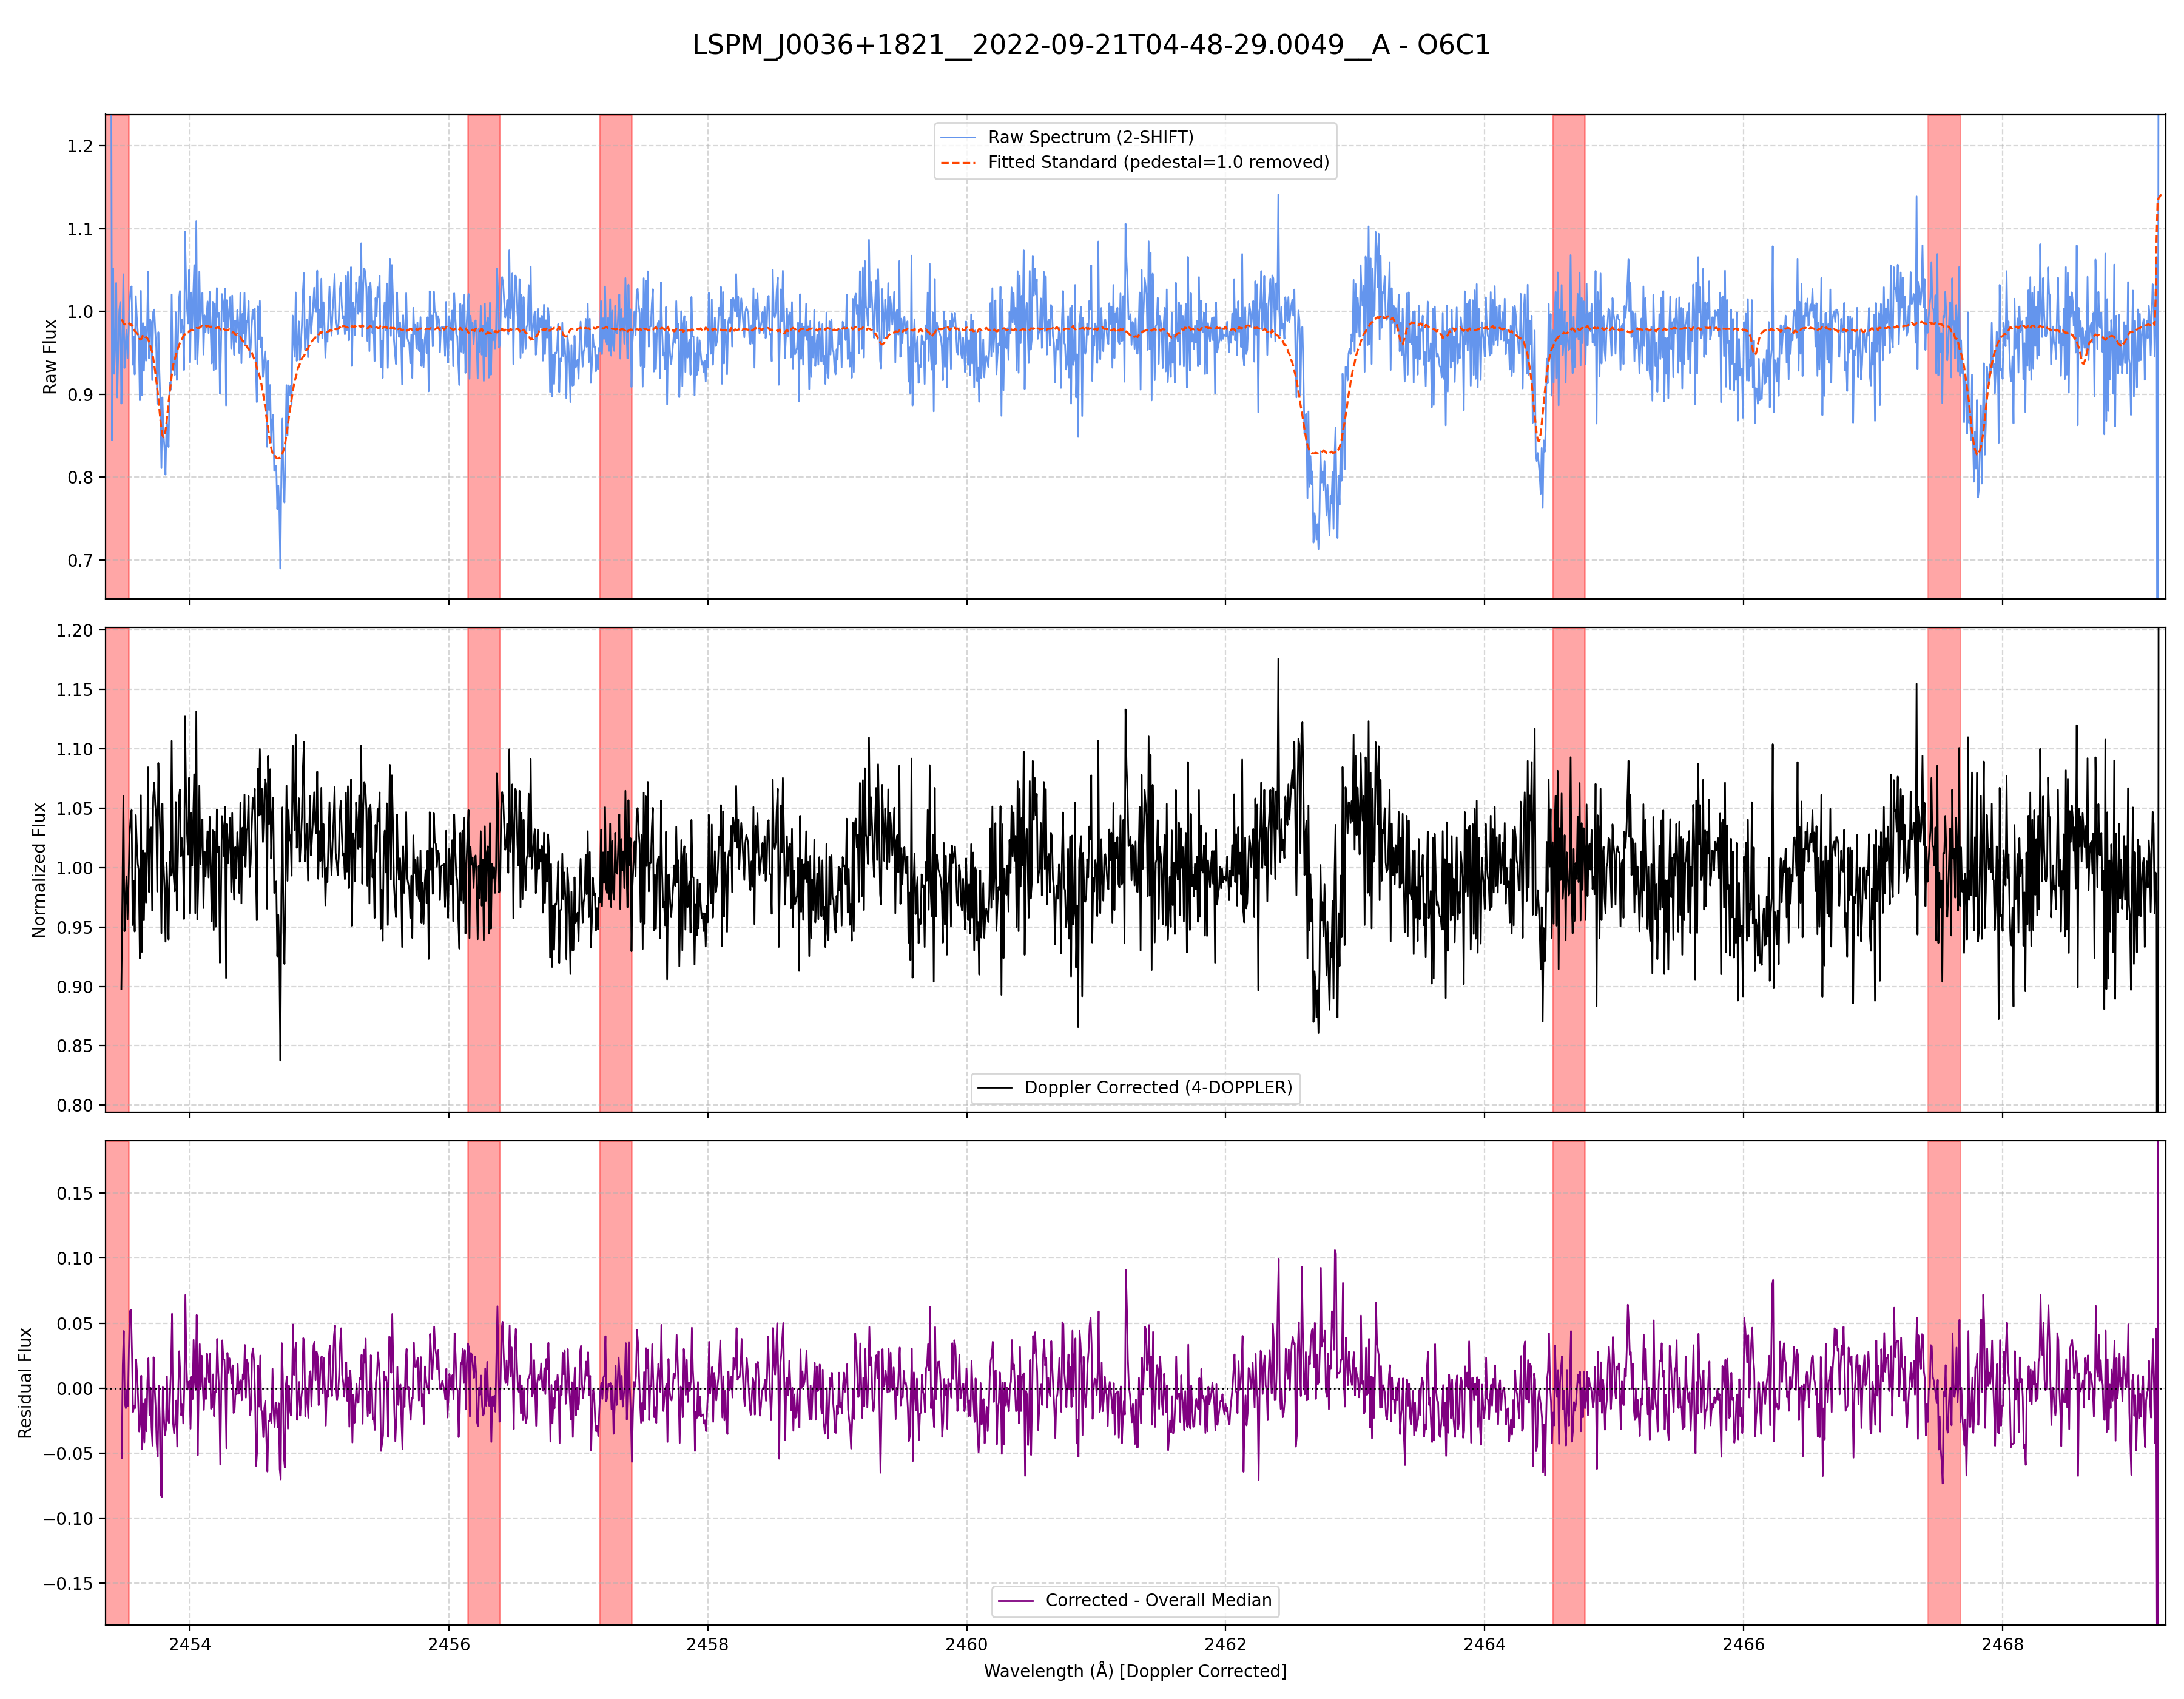 LSPM_J0036+1821__2022-09-21T04-48-29.0049__A - O6C1
Raw Spectrum (2-SHIFT)
Fitted Standard (pedestal=1.0 removed)
1.2
1.1
1.0
0.9
0.8
0.7
Raw Flux
1.20
1.15
1.10
1.05
1.00
0.95
0.90
0.85
0.80
Normalized Flux
Doppler Corrected (4-DOPPLER)
0.15
0.10
0.05
0.00
−0.05
−0.10
−0.15
Residual Flux
Corrected - Overall Median
2454 2456 2458 2460 2462 2464 2466 2468
Wavelength (Å) [Doppler Corrected]